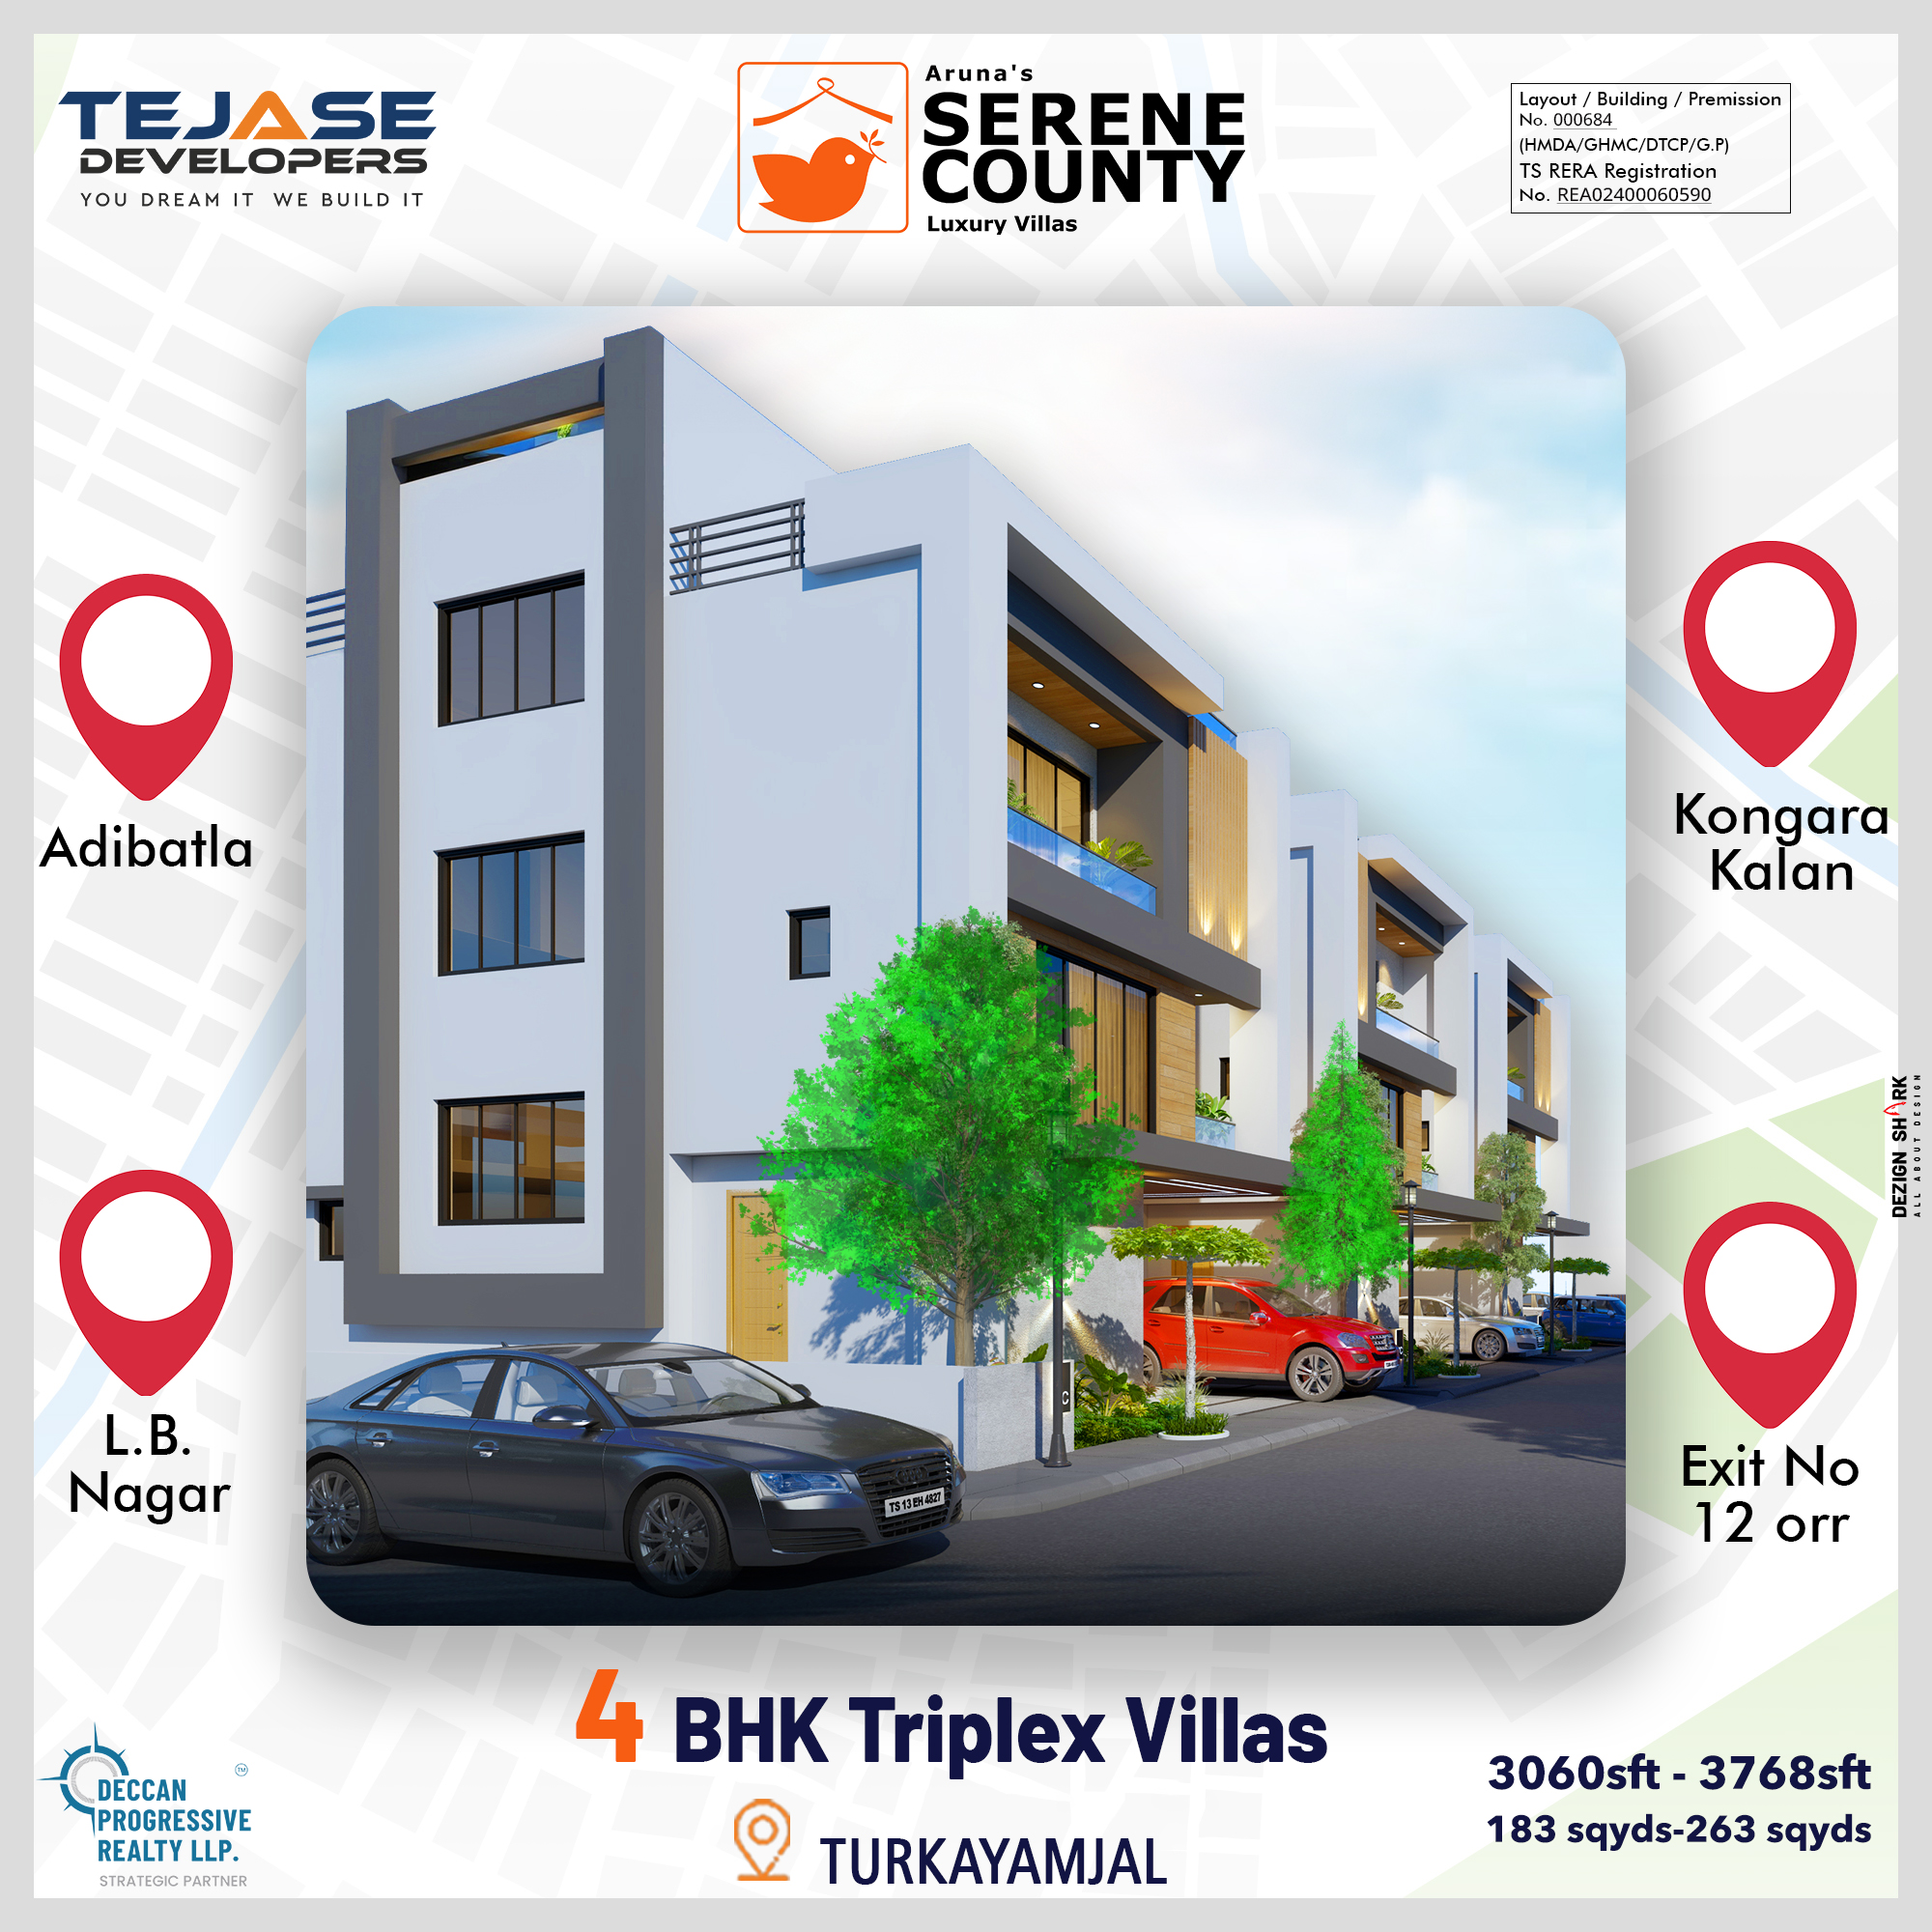 TEJASE
DEVELOPERS
YOU DREAM IT WE BUILD IT
Aruna's
SERENE
COUNTY
Luxury Villas
Layout / Building / Premission
No. 000684
(HMDA/GHMC/DTCP/G.P)
TS RERA Registration
No. REA02400060590
Adibatla
Kongara
Kalan
L.B.
Nagar
Exit No
12 orr
TS 13 EH 4827
C
DEZIGN SHARK
ALL ABOUT DESIGN
4 BHK Triplex Villas
TURKAYAMJAL
3060sft - 3768sft
183 sqyds-263 sqyds
DECCAN TM
PROGRESSIVE
REALTY LLP.
STRATEGIC PARTNER